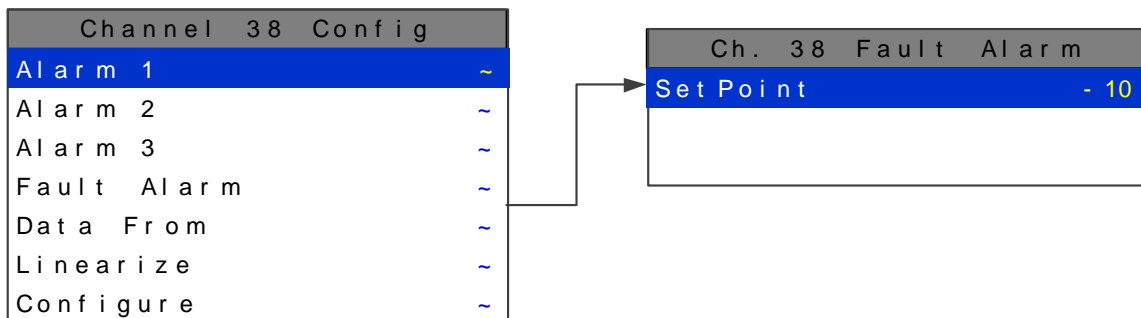 Channel 38 Config
Alarm 1 ~
Alarm 2 ~
Alarm 3 ~
Fault Alarm ~
Data From ~
Linearize ~
Configure ~
Ch. 38 Fault Alarm
Set Point - 10